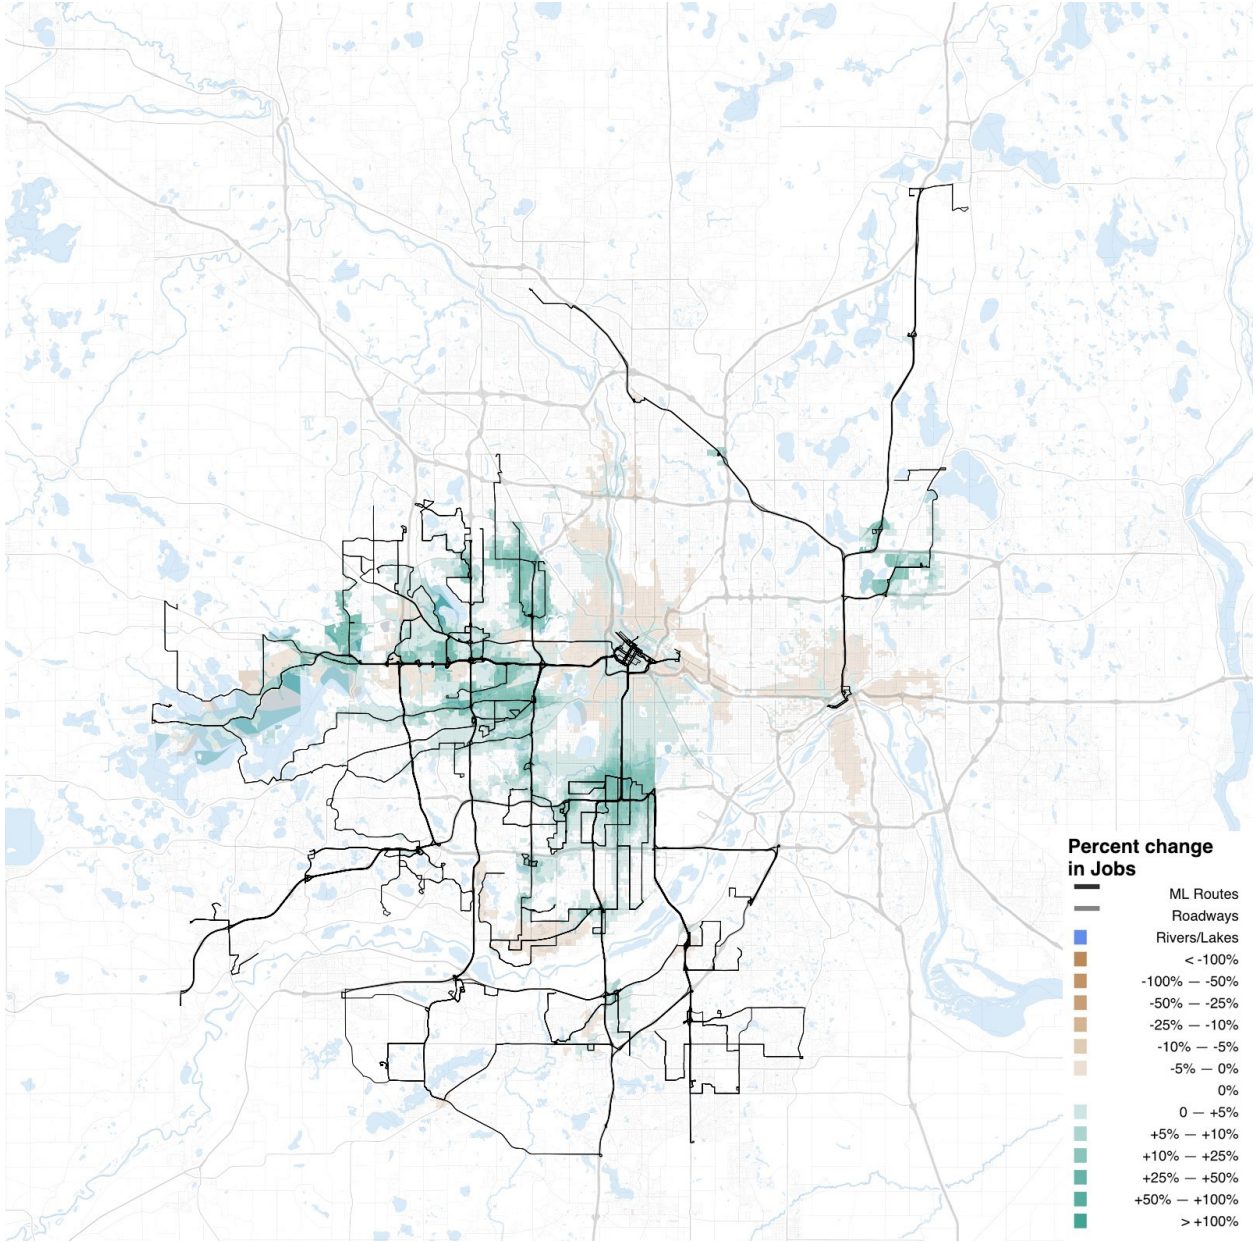 Percent change
in Jobs
ML Routes
Roadways
Rivers/Lakes
< -100%
-100% — -50%
-50% — -25%
-25% — -10%
-10% — -5%
-5% — 0%
0%
0 — +5%
+5% — +10%
+10% — +25%
+25% — +50%
+50% — +100%
> +100%